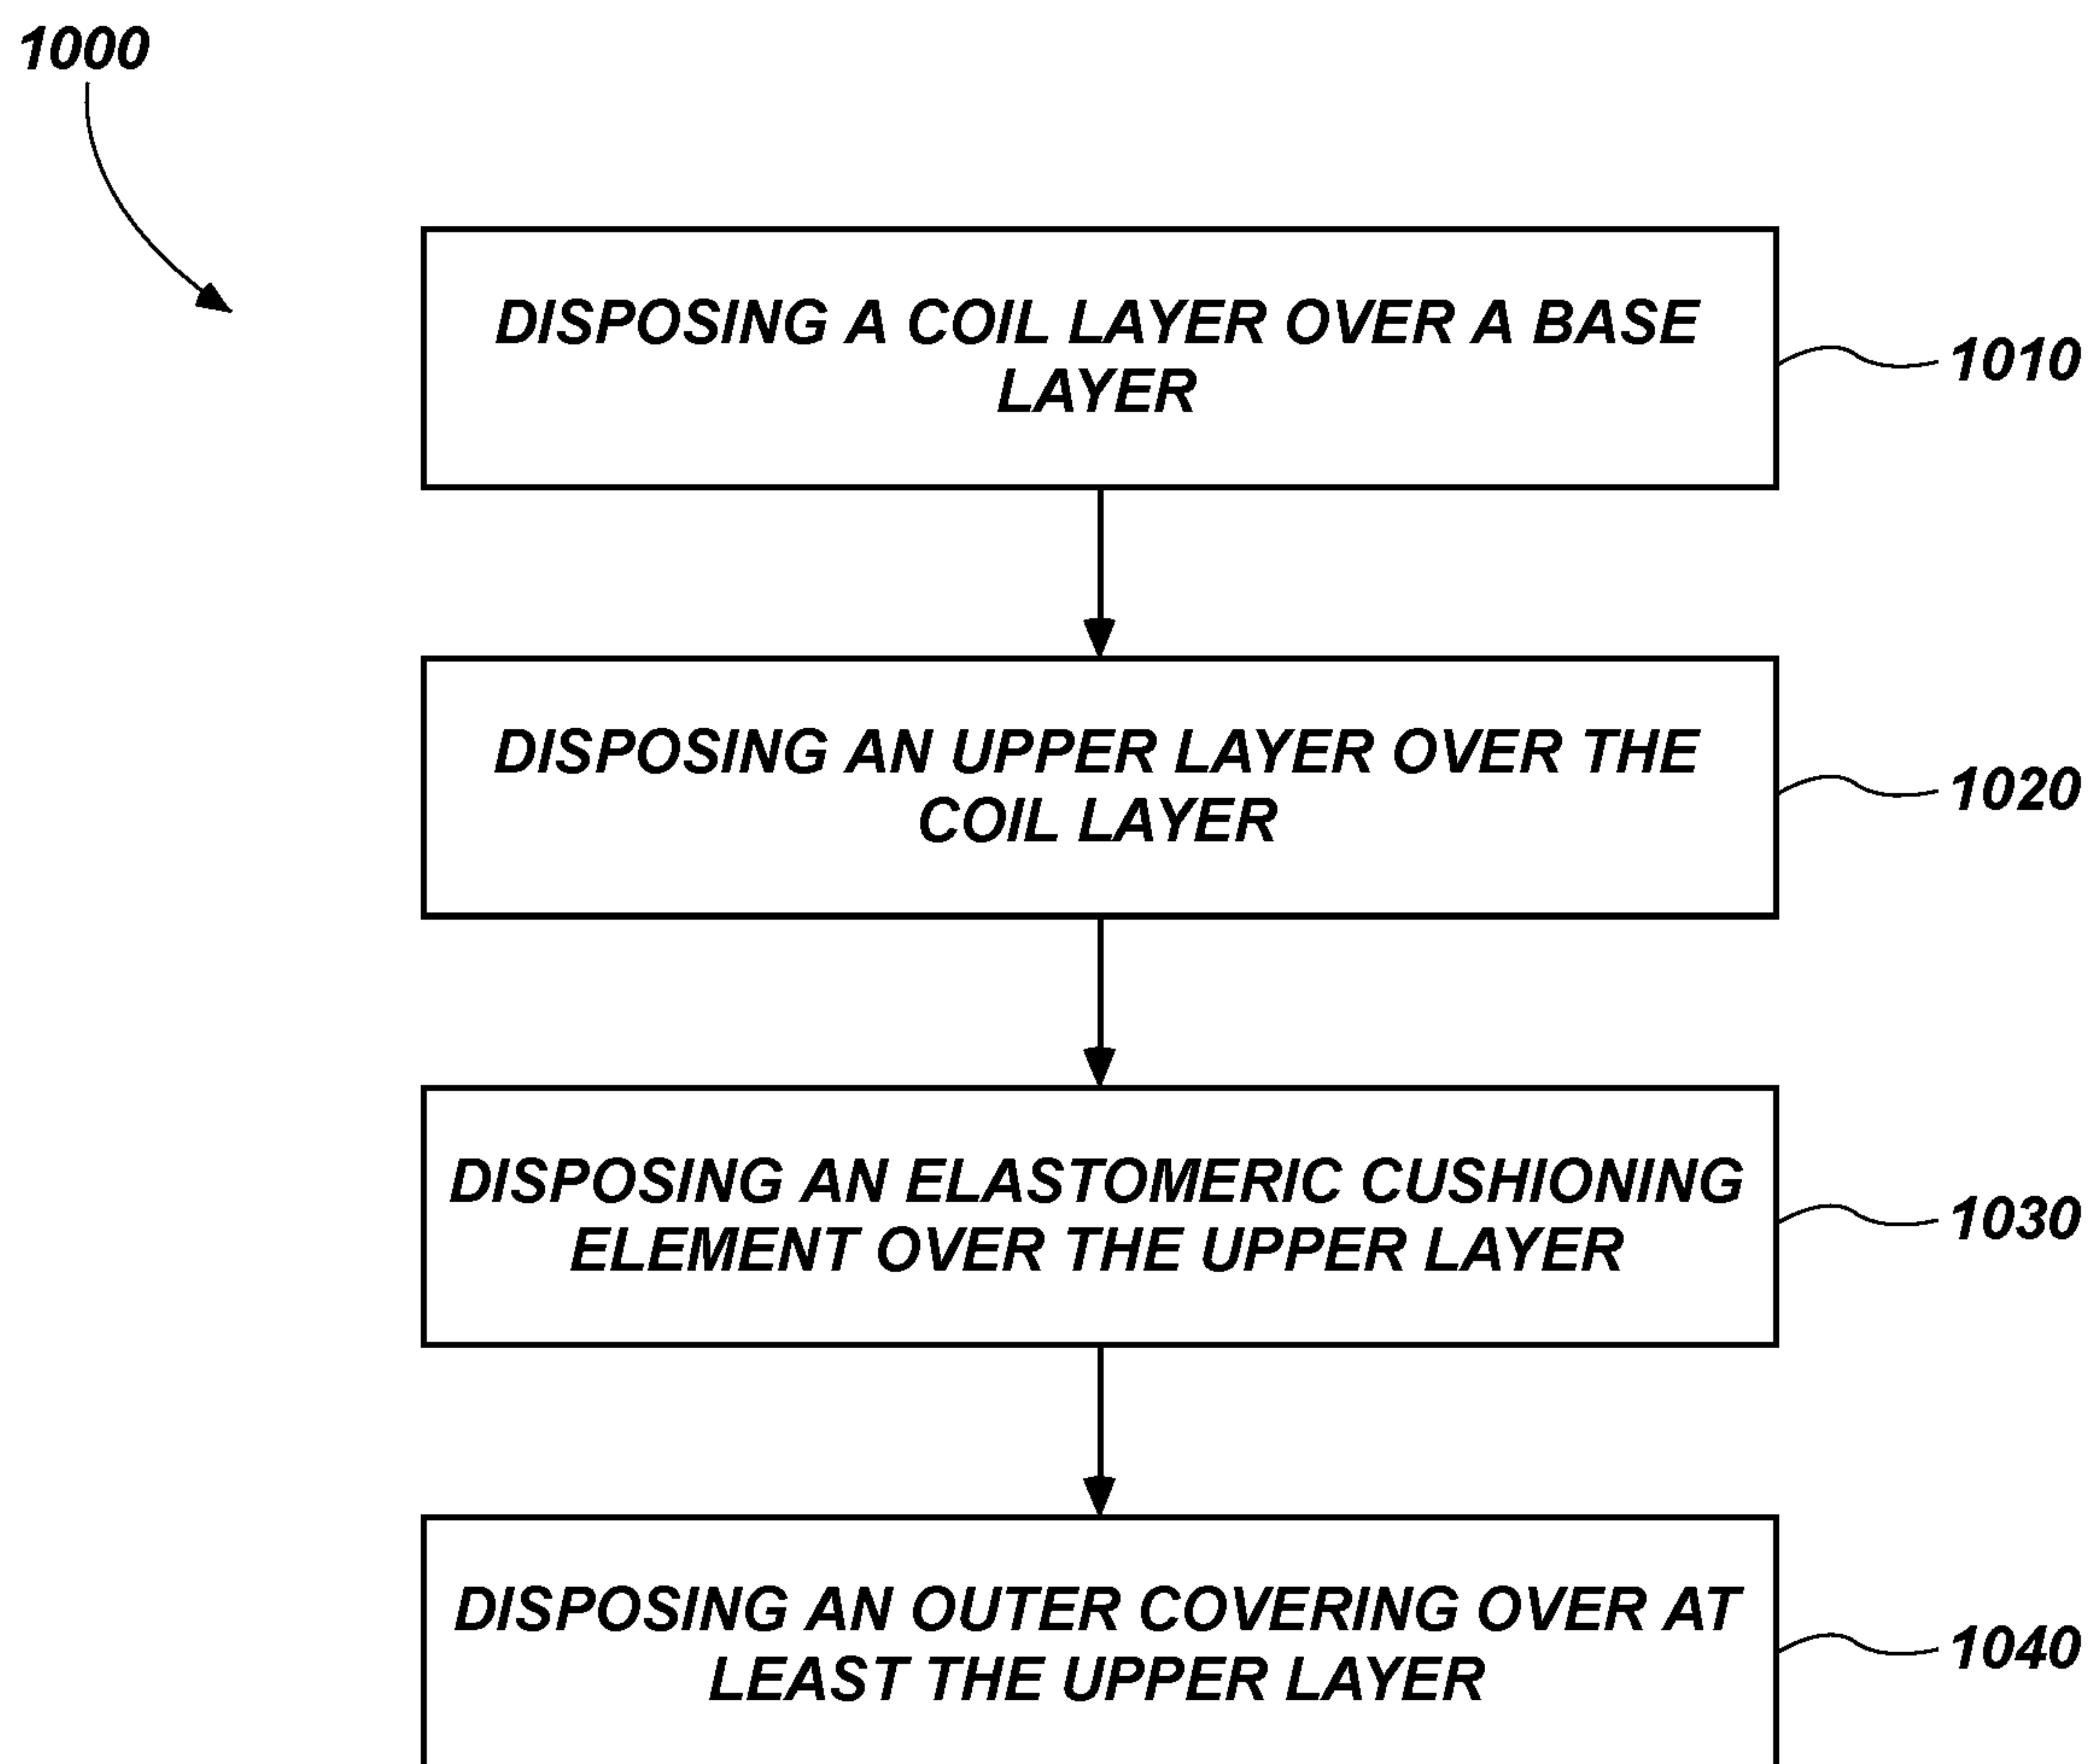 1000
DISPOSING A COIL LAYER OVER A BASE
LAYER
1010
DISPOSING AN UPPER LAYER OVER THE
COIL LAYER
1020
DISPOSING AN ELASTOMERIC CUSHIONING
ELEMENT OVER THE UPPER LAYER
1030
DISPOSING AN OUTER COVERING OVER AT
LEAST THE UPPER LAYER
1040